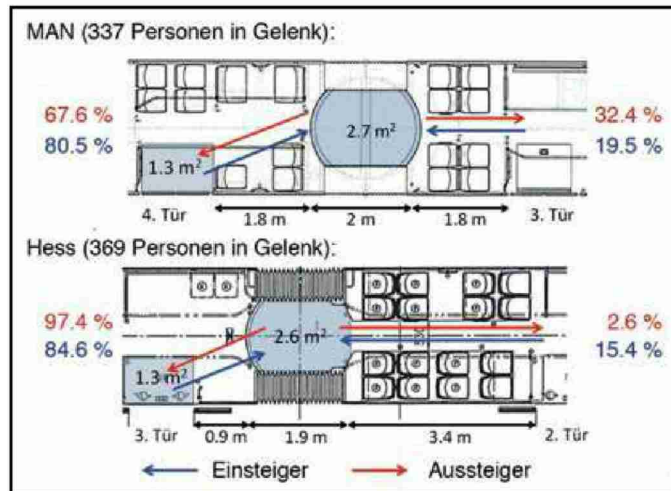 MAN (337 Personen in Gelenk):
67.6 %
80.5 %
32.4 %
19.5 %
2.7 m²
1.3 m²
4. Tür
1.8 m
2 m
1.8 m
3. Tür
Hess (369 Personen in Gelenk):
97.4 %
84.6 %
2.6 %
15.4 %
2.6 m²
1.3 m²
3. Tür
0.9 m
1.9 m
3.4 m
2. Tür
Einsteiger
Aussteiger